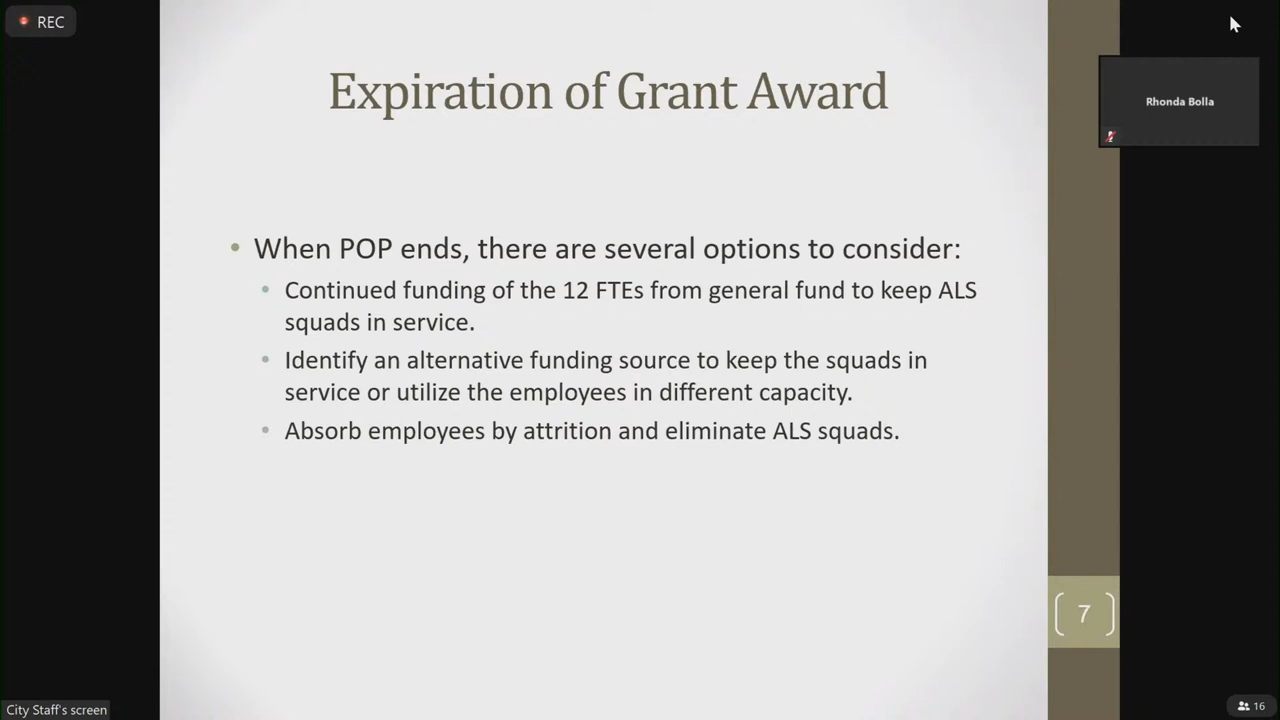 REC
Expiration of Grant Award
Rhonda Bolla
• When POP ends, there are several options to consider:
• Continued funding of the 12 FTEs from general fund to keep ALS
squads in service.
• Identify an alternative funding source to keep the squads in
service or utilize the employees in different capacity.
• Absorb employees by attrition and eliminate ALS squads.
7
City Staff's screen
16